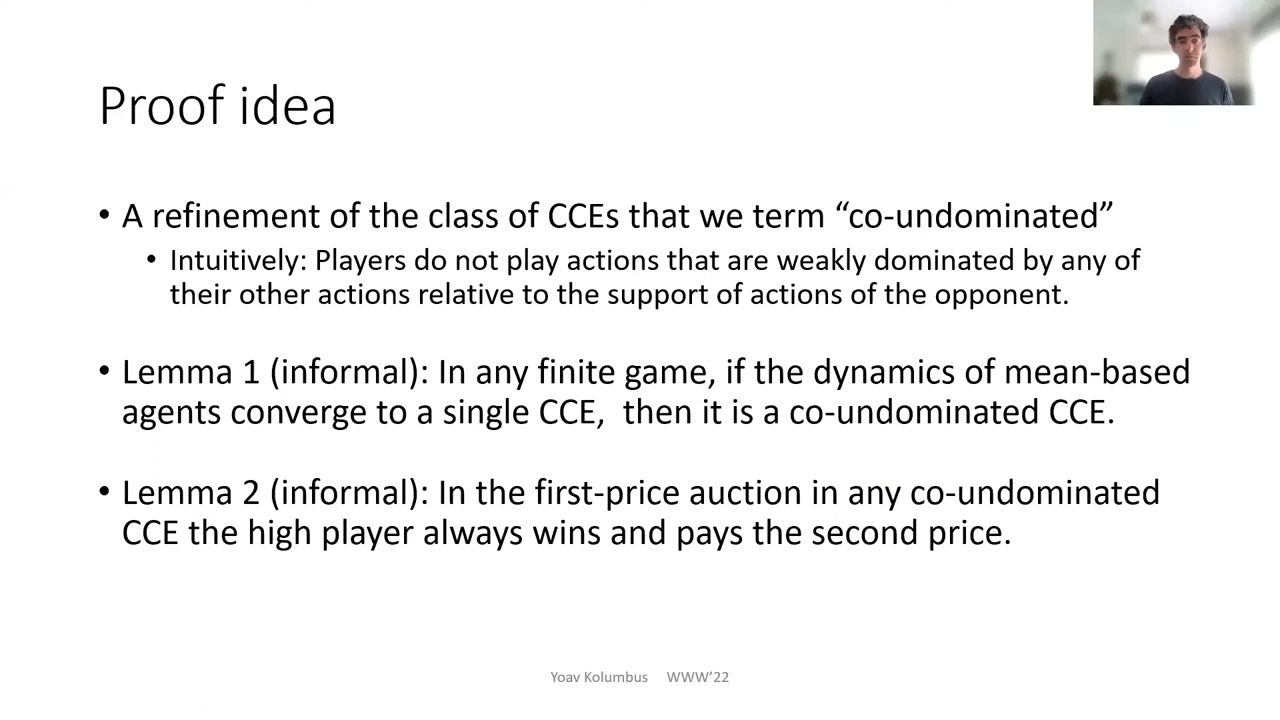 Proof idea
• A refinement of the class of CCEs that we term “co-undominated”
• Intuitively: Players do not play actions that are weakly dominated by any of
their other actions relative to the support of actions of the opponent.
• Lemma 1 (informal): In any finite game, if the dynamics of mean-based
agents converge to a single CCE,  then it is a co-undominated CCE.
• Lemma 2 (informal): In the first-price auction in any co-undominated
CCE the high player always wins and pays the second price.
Yoav Kolumbus WWW’22